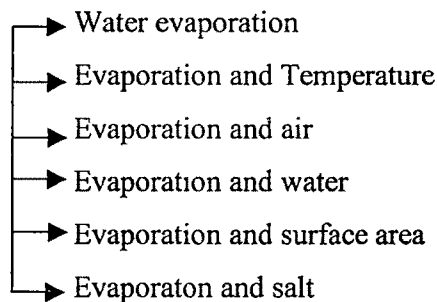 Water evaporation
Evaporation and Temperature
Evaporation and air
Evaporation and water
Evaporation and surface area
Evaporaton and salt